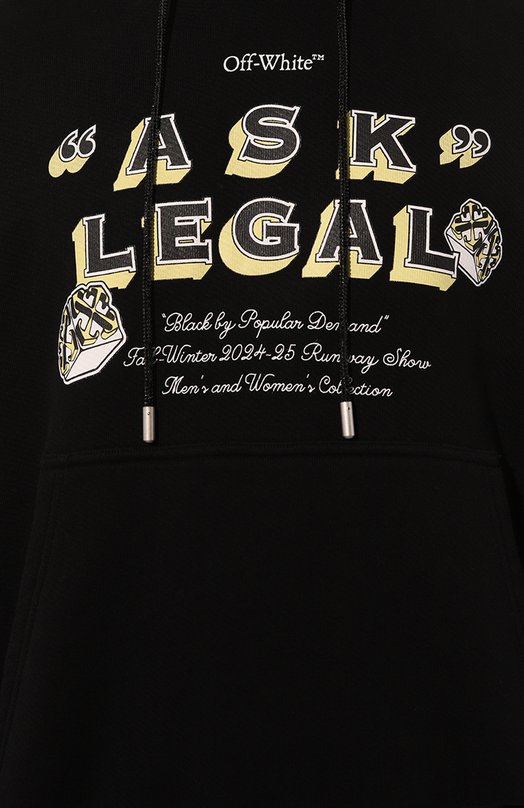 Off-White™
“ASK”
LEGAL
"Black by Popular Demand"
Fall-Winter 2024-25 Runway Show
Men's and Women's Collection